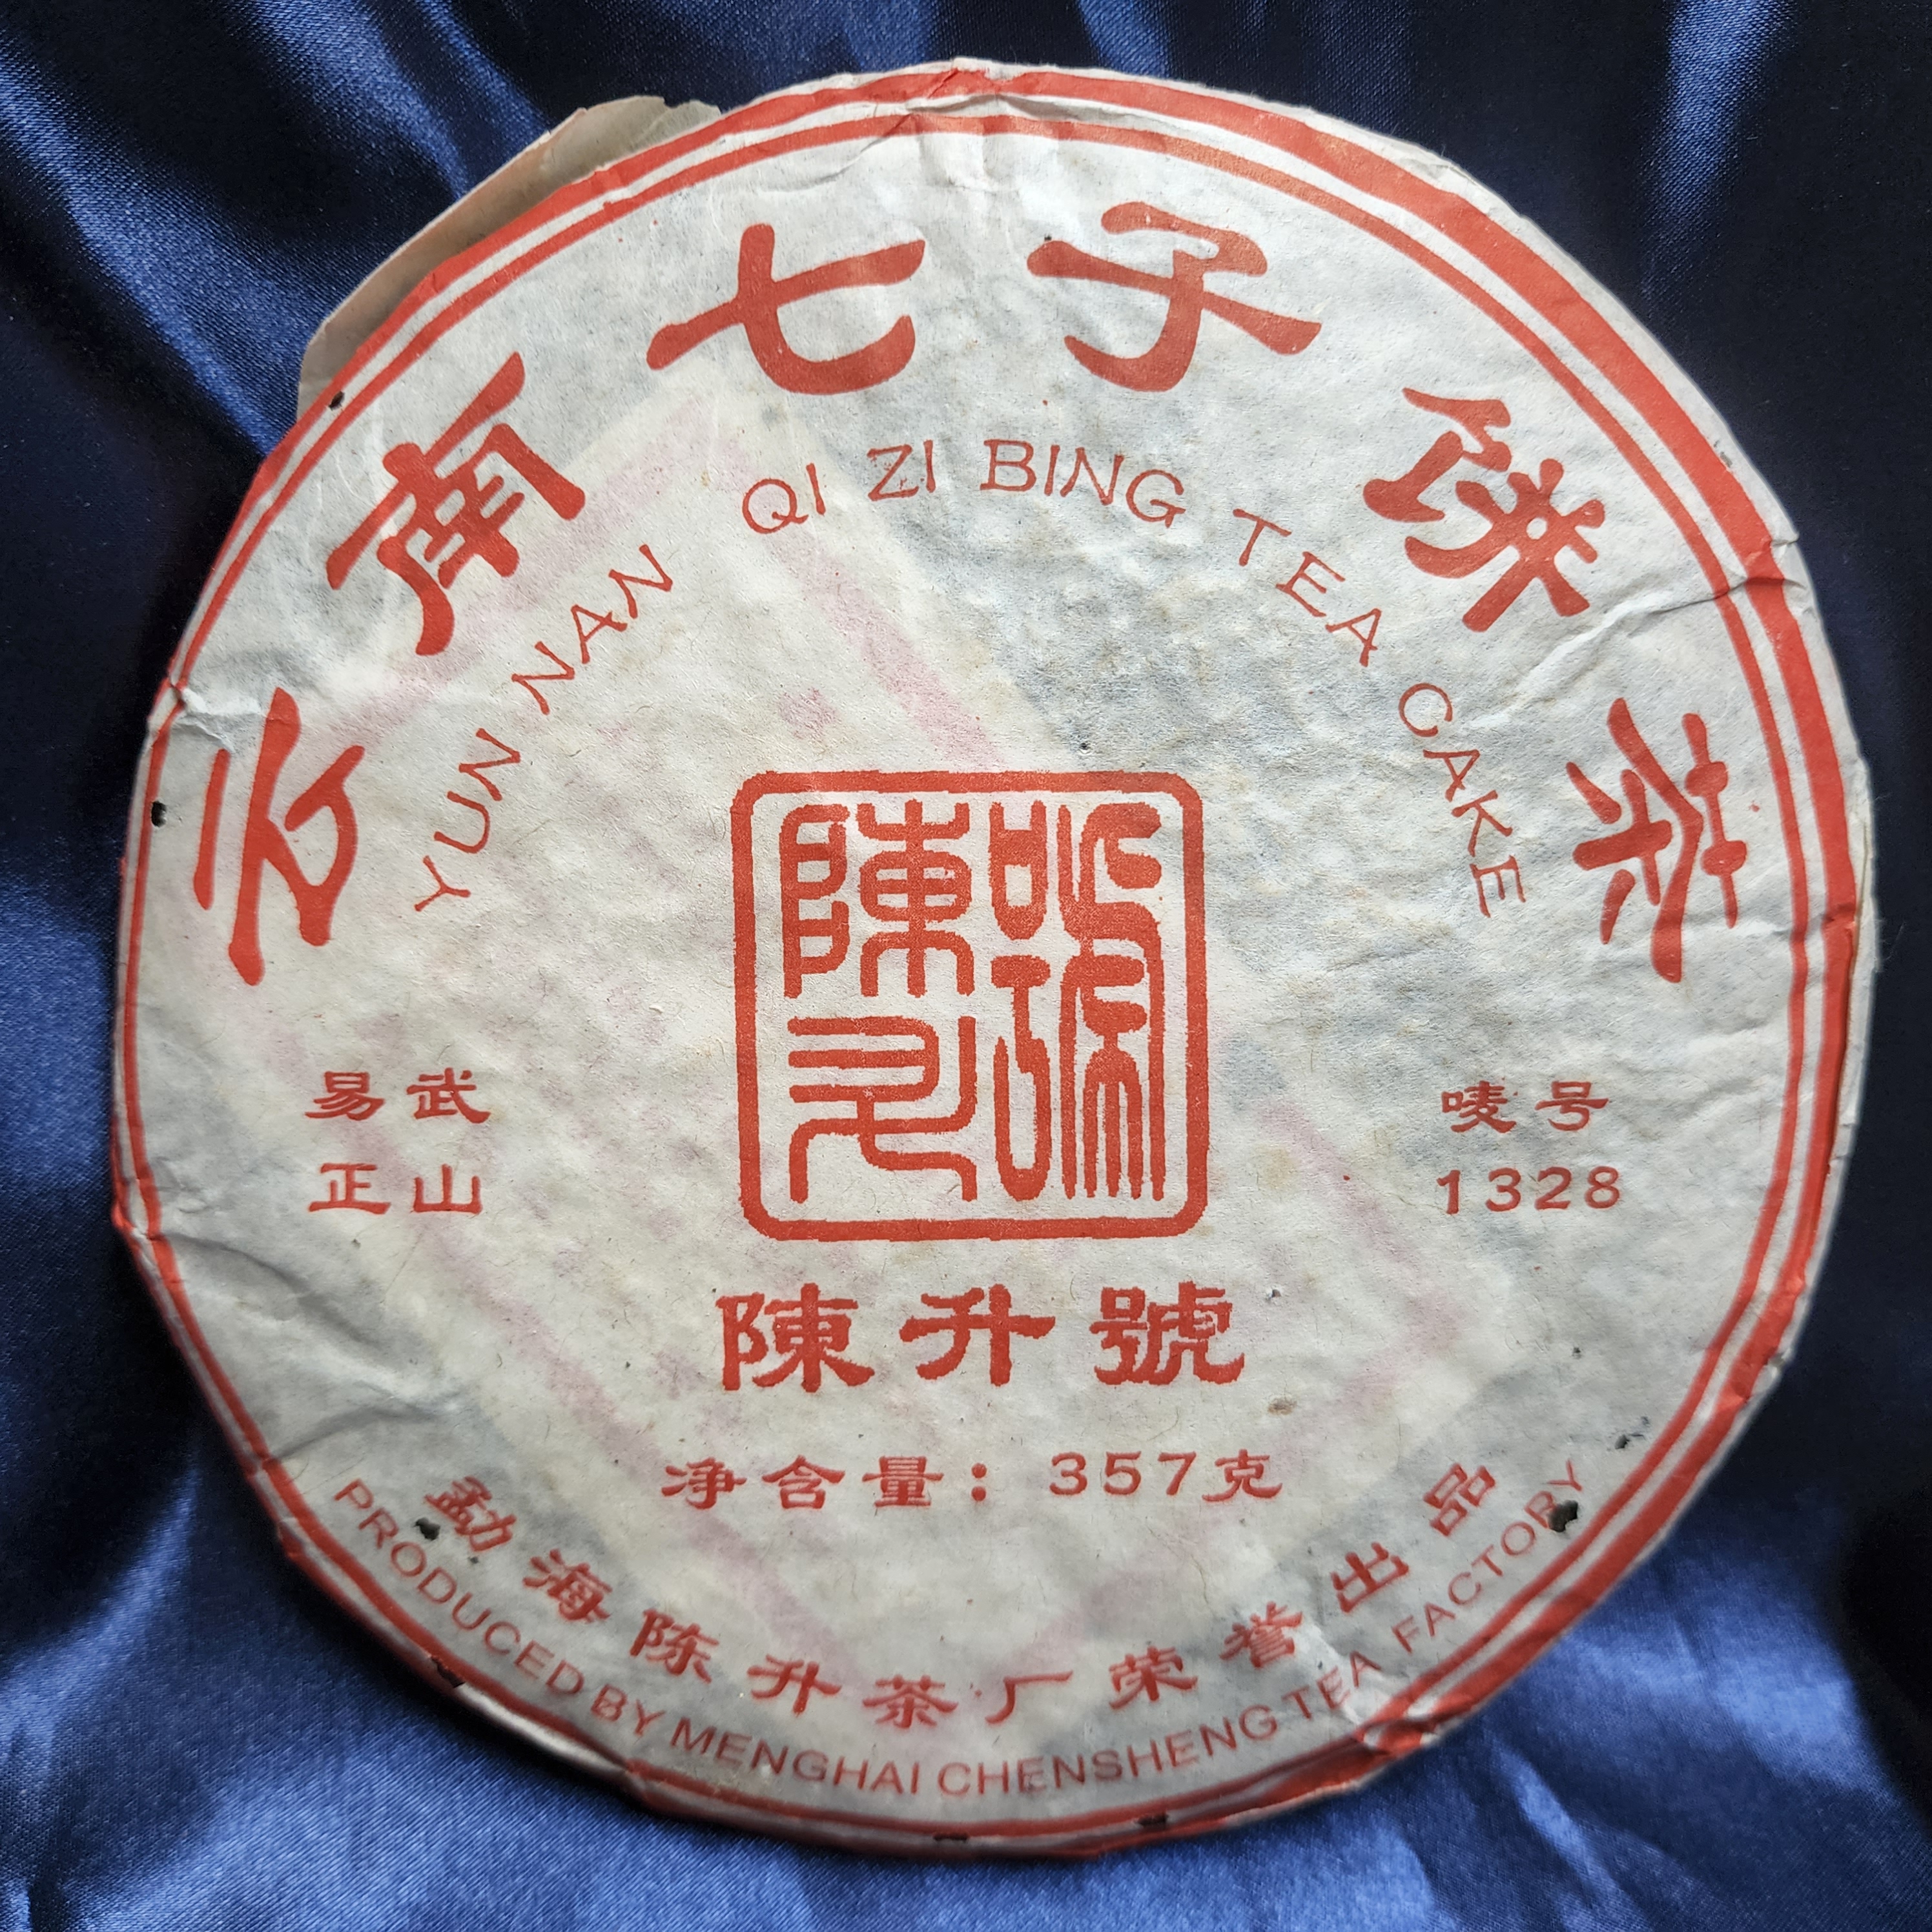 云南七子饼茶
YUN NAN QI ZI BING TEA CAKE
陳升號
易武
正山
唛号
1328
陳升號
净含量：357克
勐海陈升茶厂荣誉出品
PRODUCED BY MENGHAI CHENSHENG TEA FACTORY